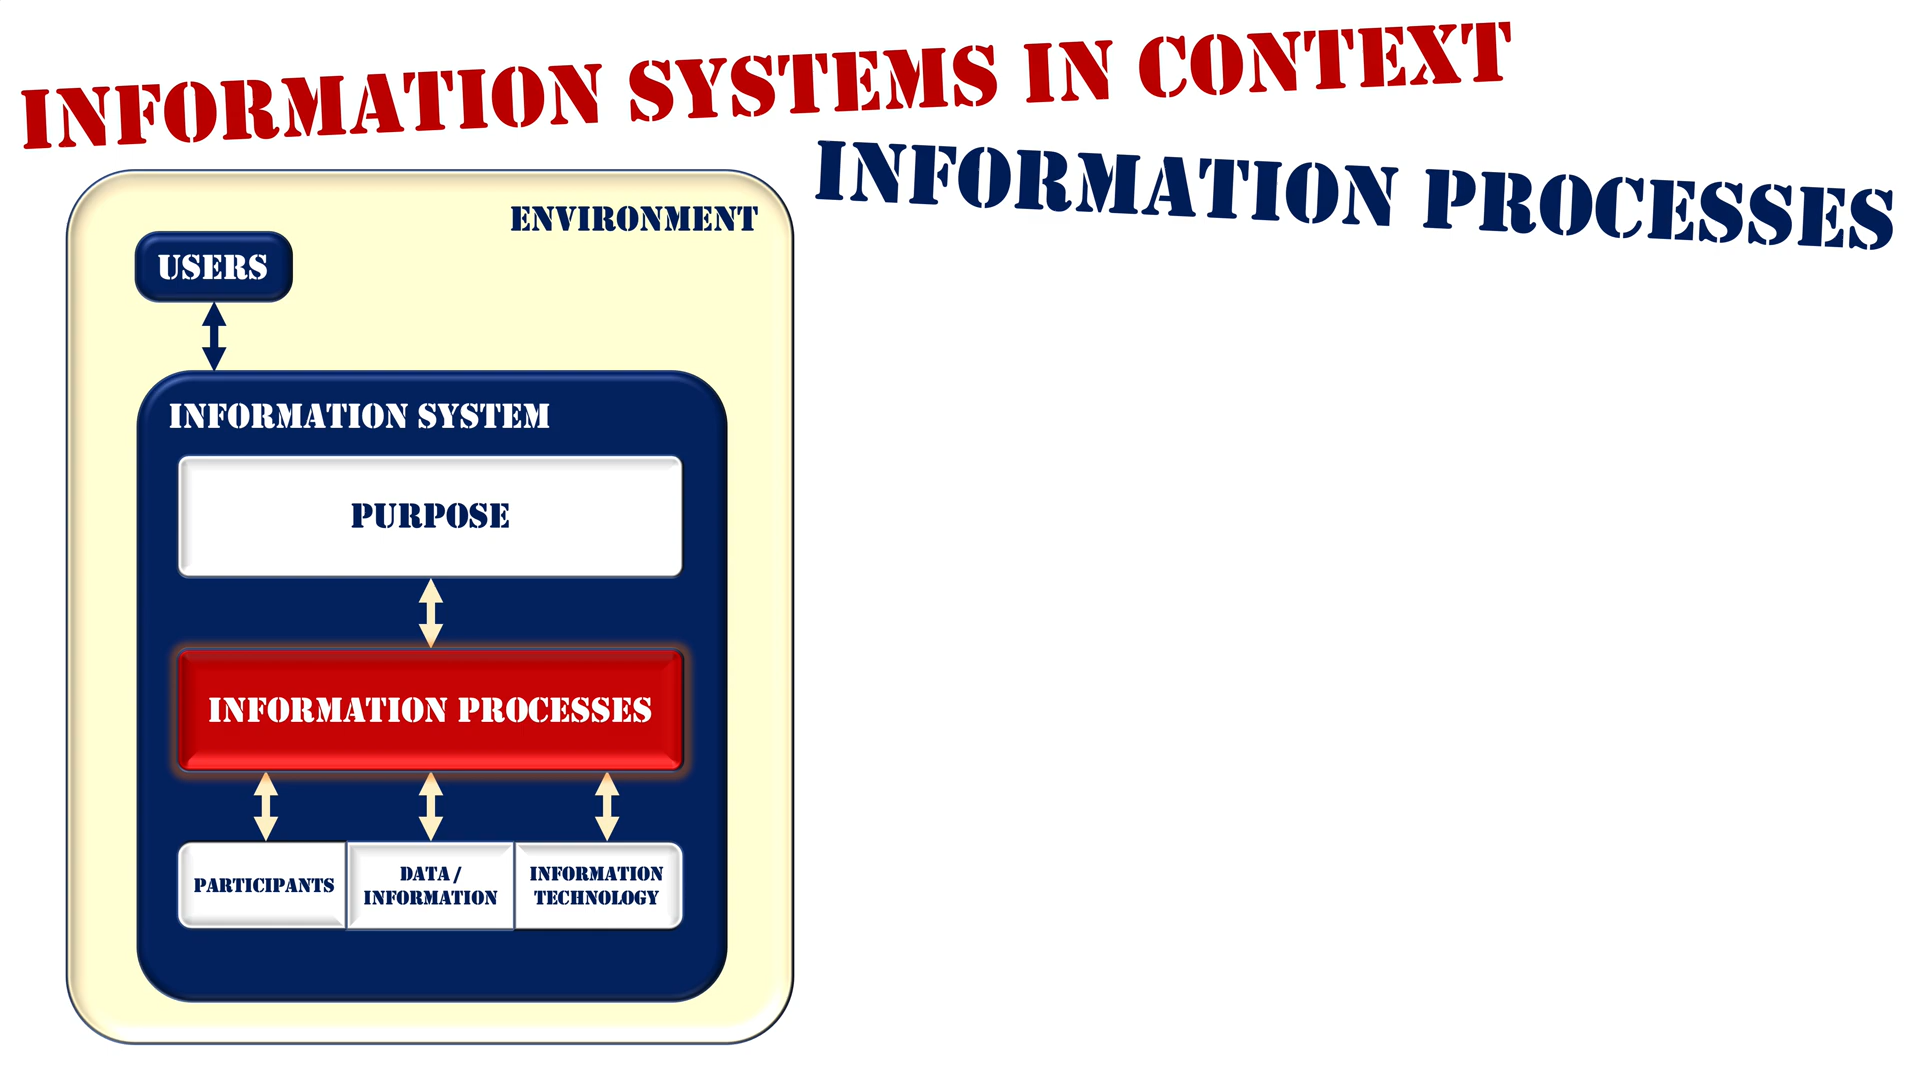 INFORMATION SYSTEMS IN CONTEXT
INFORMATION PROCESSES
ENVIRONMENT
USERS
INFORMATION SYSTEM
PURPOSE
INFORMATION PROCESSES
PARTICIPANTS
DATA /
INFORMATION
INFORMATION
TECHNOLOGY